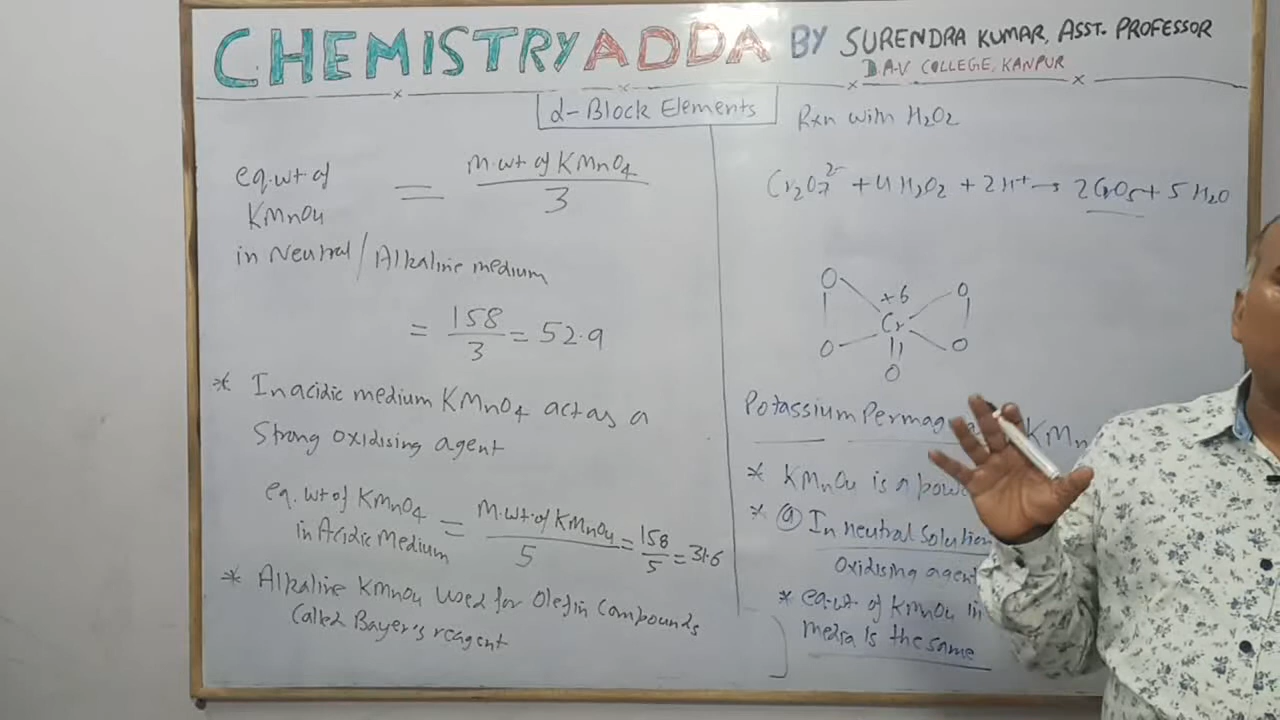 CHEMISTRY ADDA BY SURENDRA KUMAR, ASST. PROFESSOR
D.A.V COLLEGE, KANPUR
d-Block Elements
eq.wt of
KMnO4
in Neutral/Alkaline medium
= M.wt of KMnO4 / 3
= 158/3 = 52.9
* In acidic medium KMnO4 act as a
Strong oxidising agent
eq.wt of KMnO4
in Acidic Medium
= M.wt.of KMnO4 / 5 = 158/5 = 31.6
* Alkaline KMnO4 used for Olefin Compounds
Called Bayer's reagent
Rxn with H2O2
Cr2O7 2- + 4H2O2 + 2H+ → 2CrO5 + 5H2O
O +6 O
Cr
O O
O
Potassium Permag KMn
* KMnO4 is a pow
* (a) In neutral Solution
Oxidising agent
* eq.wt of KMnO4 in
media is the same